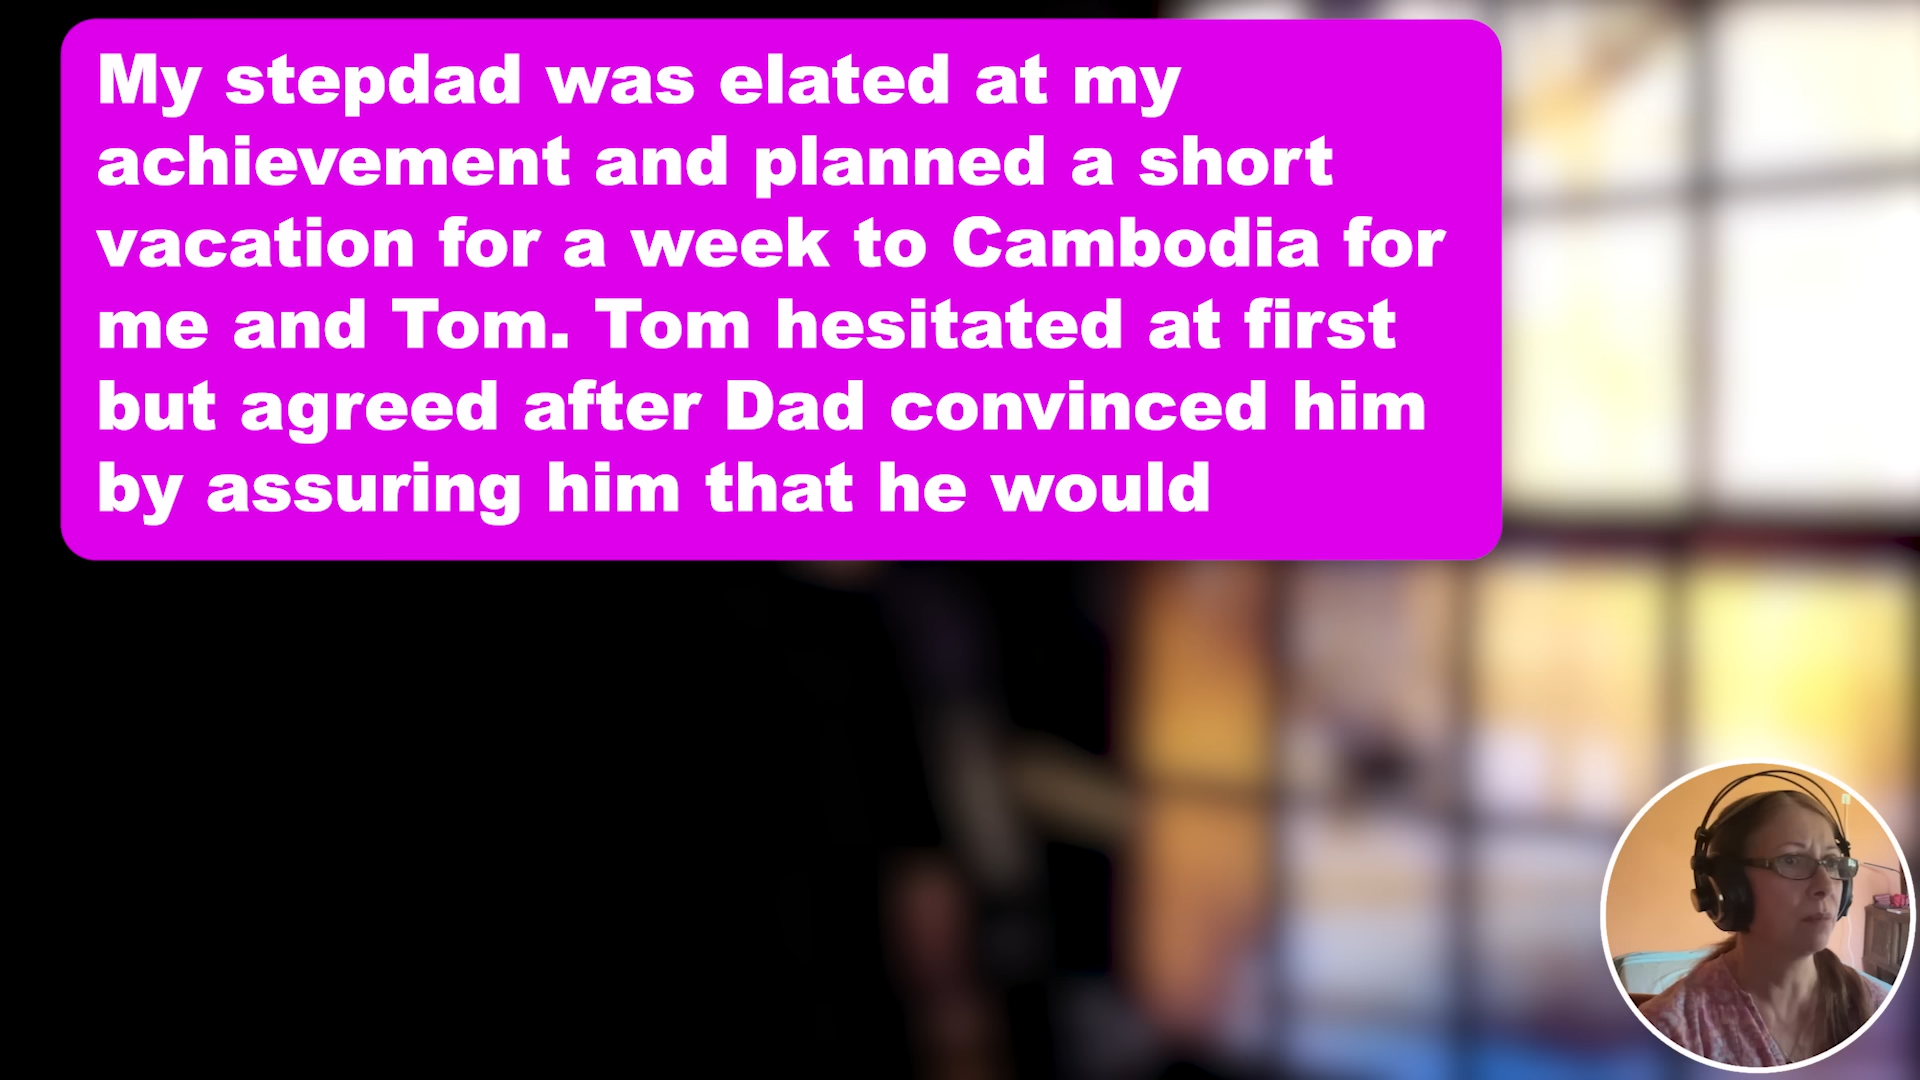 My stepdad was elated at my
achievement and planned a short
vacation for a week to Cambodia for
me and Tom. Tom hesitated at first
but agreed after Dad convinced him
by assuring him that he would